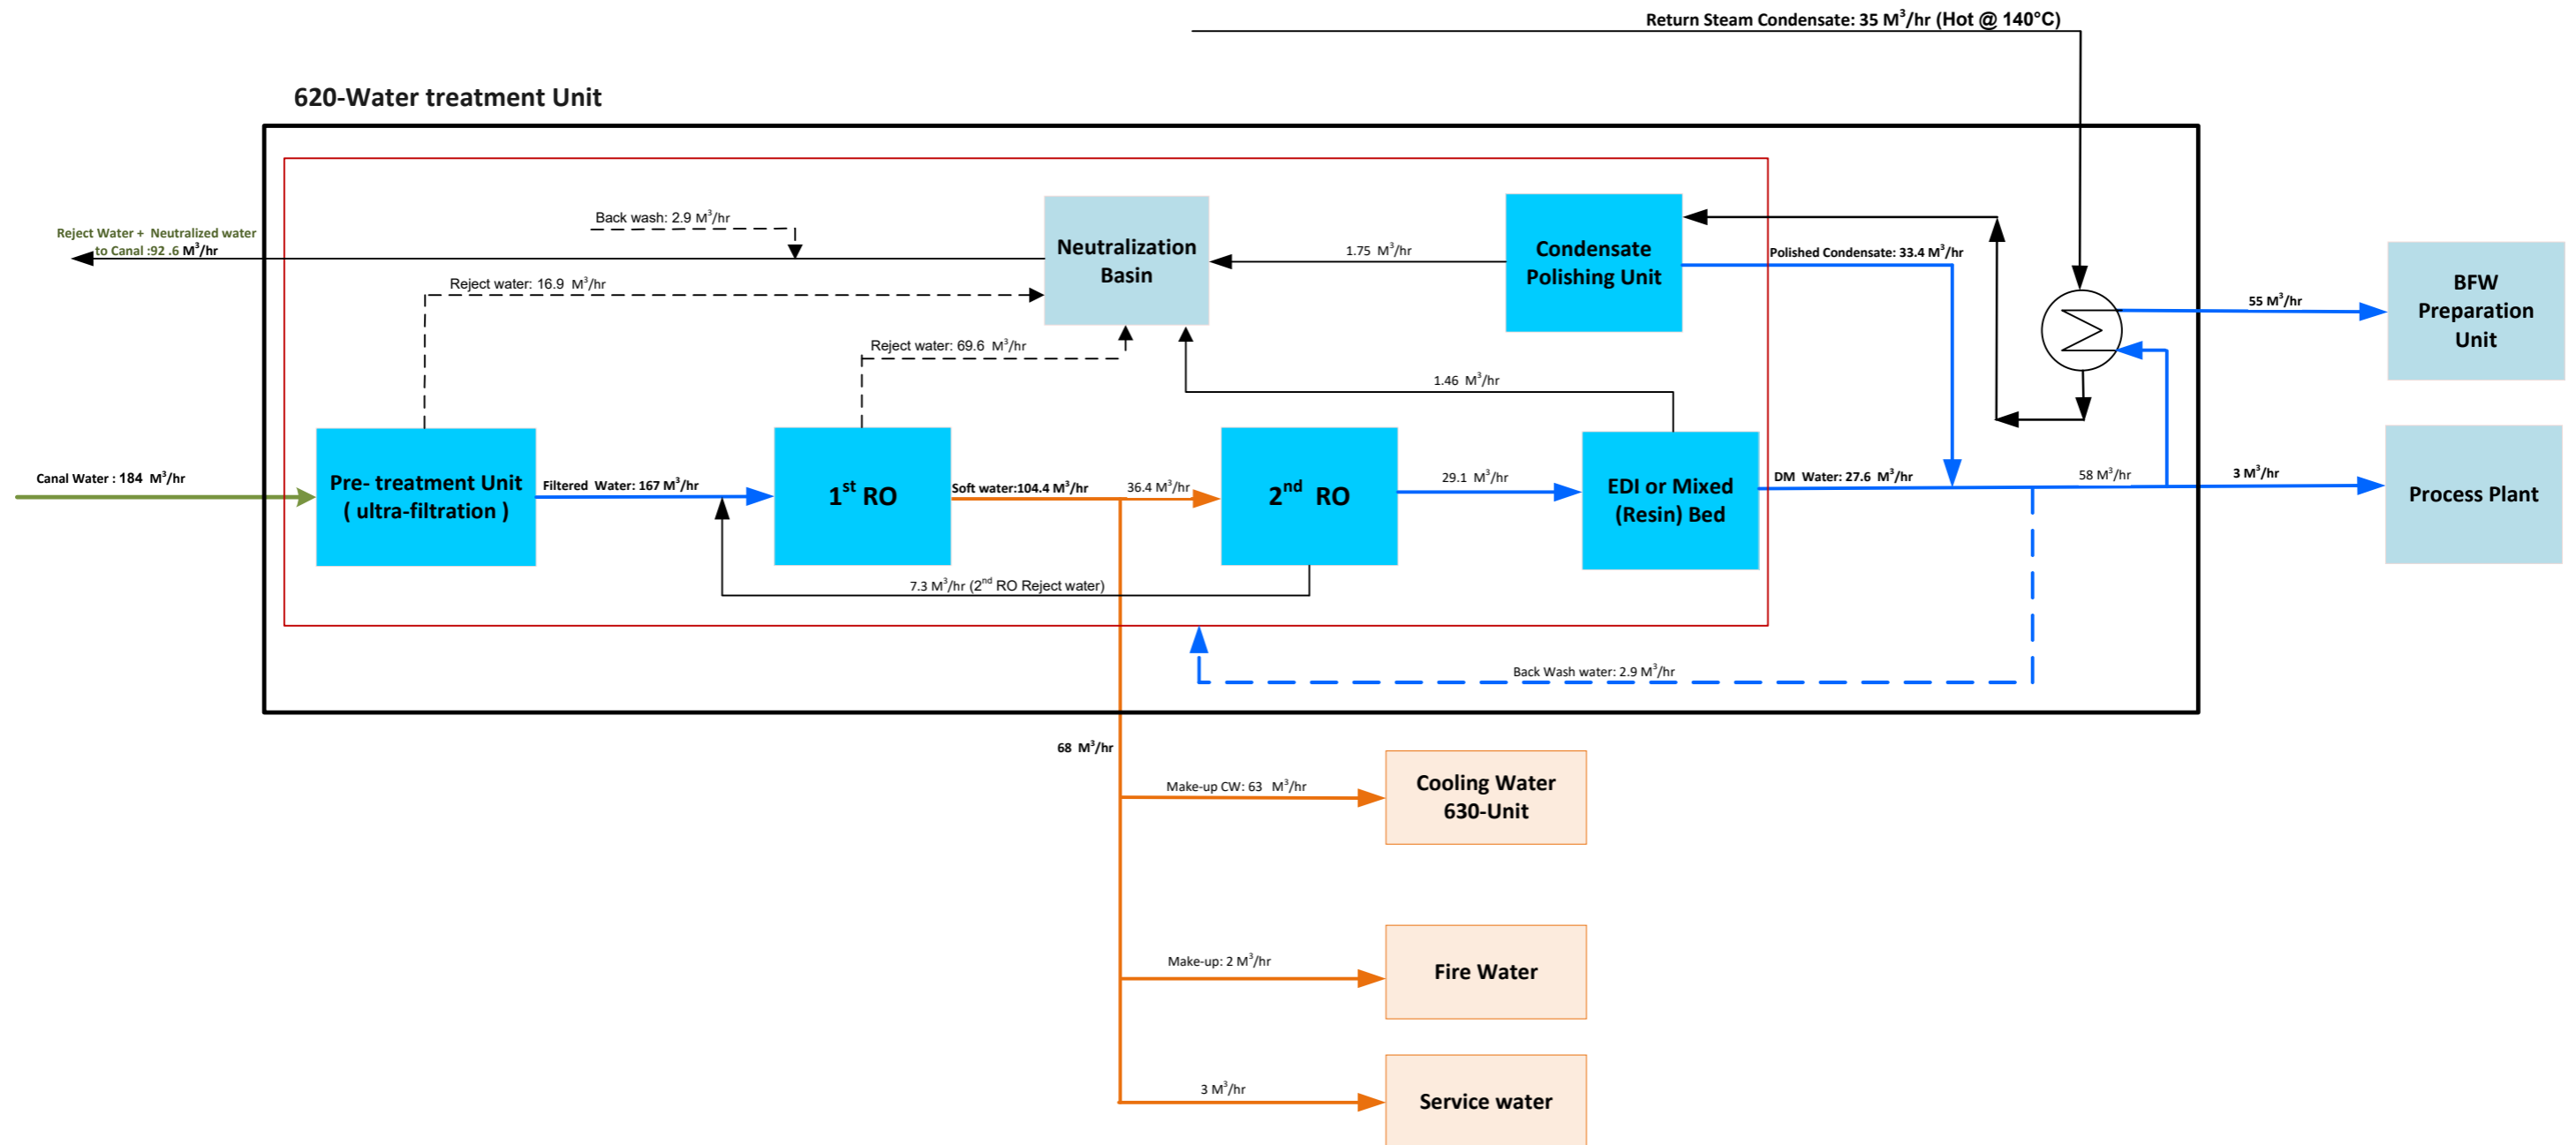 Return Steam Condensate: 35 M³/hr (Hot @ 140°C)
620-Water treatment Unit
Back wash: 2.9 M³/hr
Reject Water + Neutralized water
to Canal :92 .6 M³/hr
Reject water: 16.9 M³/hr
Neutralization
Basin
1.75 M³/hr
Condensate
Polishing Unit
Polished Condensate: 33.4 M³/hr
55 M³/hr
BFW
Preparation
Unit
Reject water: 69.6 M³/hr
1.46 M³/hr
Canal Water : 184 M³/hr
Pre- treatment Unit
( ultra-filtration )
Filtered Water: 167 M³/hr
1st RO
Soft water:104.4 M³/hr
36.4 M³/hr
2nd RO
29.1 M³/hr
EDI or Mixed
(Resin) Bed
DM Water: 27.6 M³/hr
58 M³/hr
3 M³/hr
Process Plant
7.3 M³/hr (2nd RO Reject water)
Back Wash water: 2.9 M³/hr
68 M³/hr
Make-up CW: 63 M³/hr
Cooling Water
630-Unit
Make-up: 2 M³/hr
Fire Water
3 M³/hr
Service water